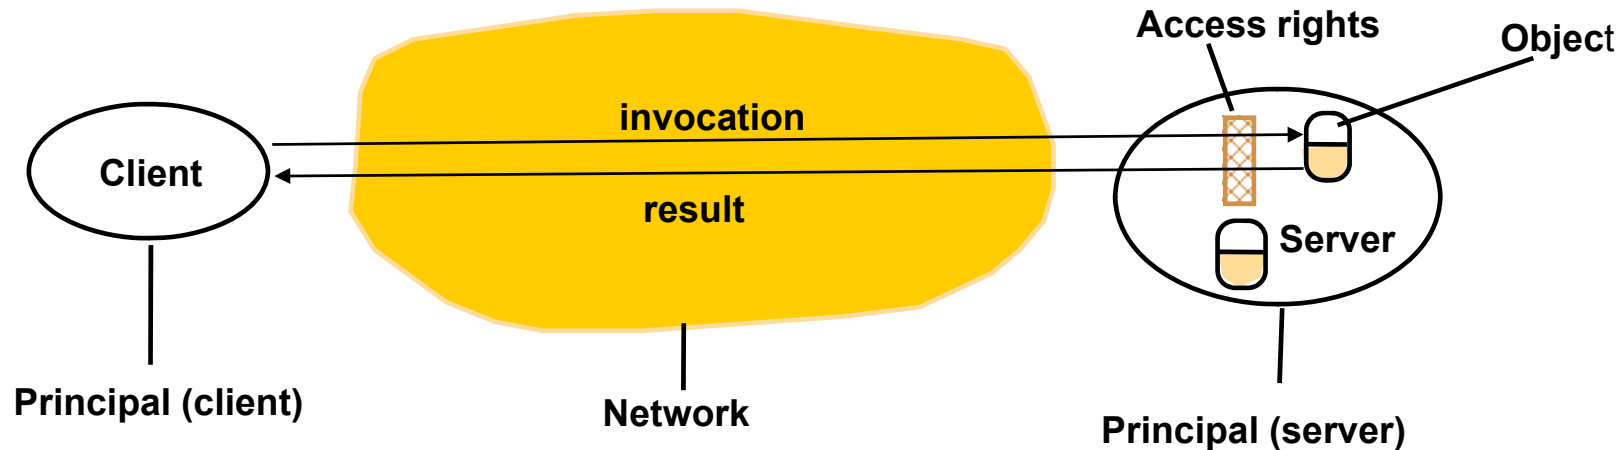 Access rights
Object
invocation
Client
result
Server
Principal (client)
Network
Principal (server)